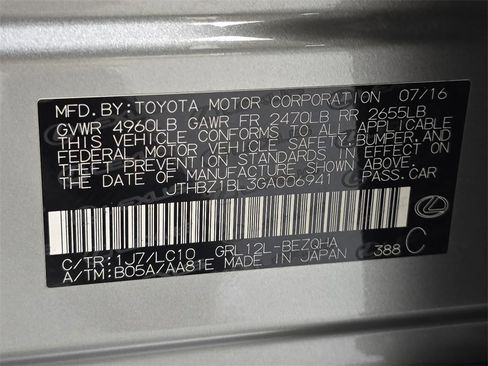 MFD.BY:TOYOTA MOTOR CORPORATION 07/16
GVWR 4960LB GAWR FR 2470LB RR 2655LB
THIS VEHICLE CONFORMS TO ALL APPLICABLE
FEDERAL MOTOR VEHICLE SAFETY,BUMPER,AND
THEFT PREVENTION STANDARDS IN EFFECT ON
THE DATE OF MANUFACTURE SHOWN ABOVE.
JTHBZ1BL3GA006941 PASS.CAR
C/TR:1J7/LC10 GRL12L-BEZQHA
A/TM:B05A/AA81E MADE IN JAPAN 388 C